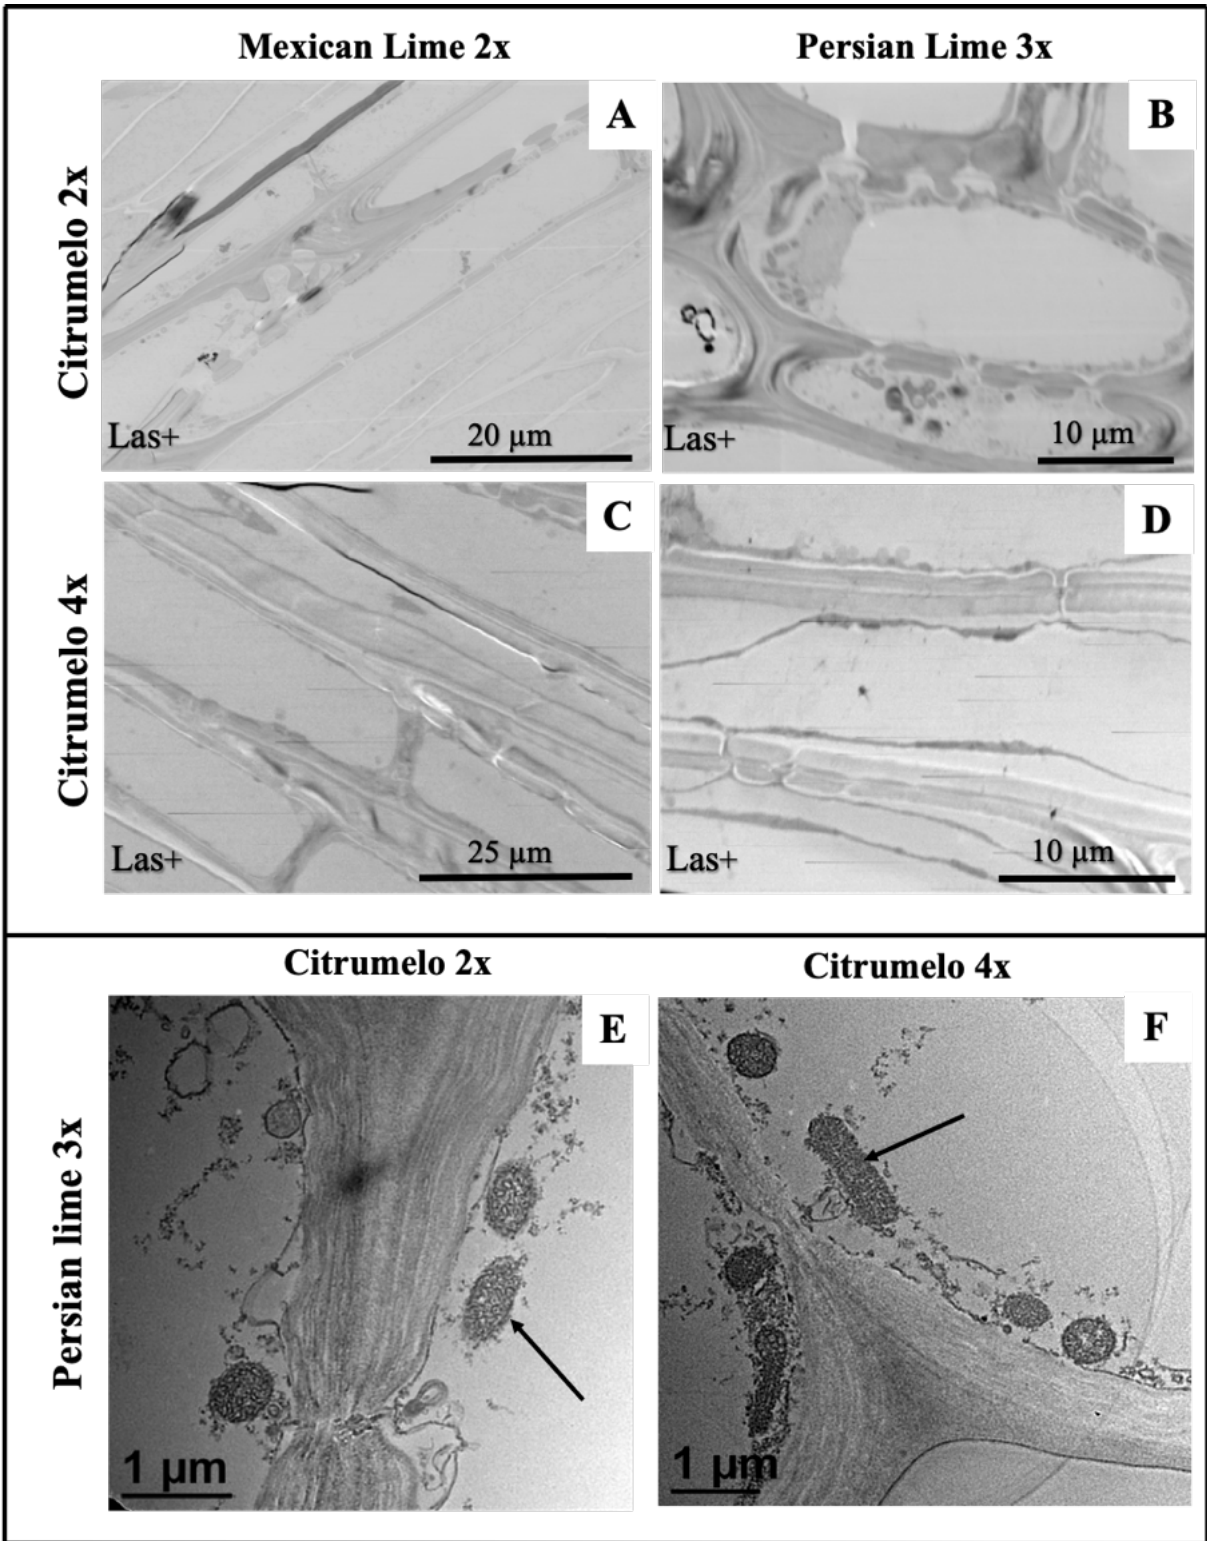 Mexican Lime 2x
Persian Lime 3x
Citrumelo 2x
A
Las+
20 µm
B
Las+
10 µm
Citrumelo 4x
C
Las+
25 µm
D
Las+
10 µm
Citrumelo 2x
Citrumelo 4x
Persian lime 3x
E
1 µm
F
1 µm